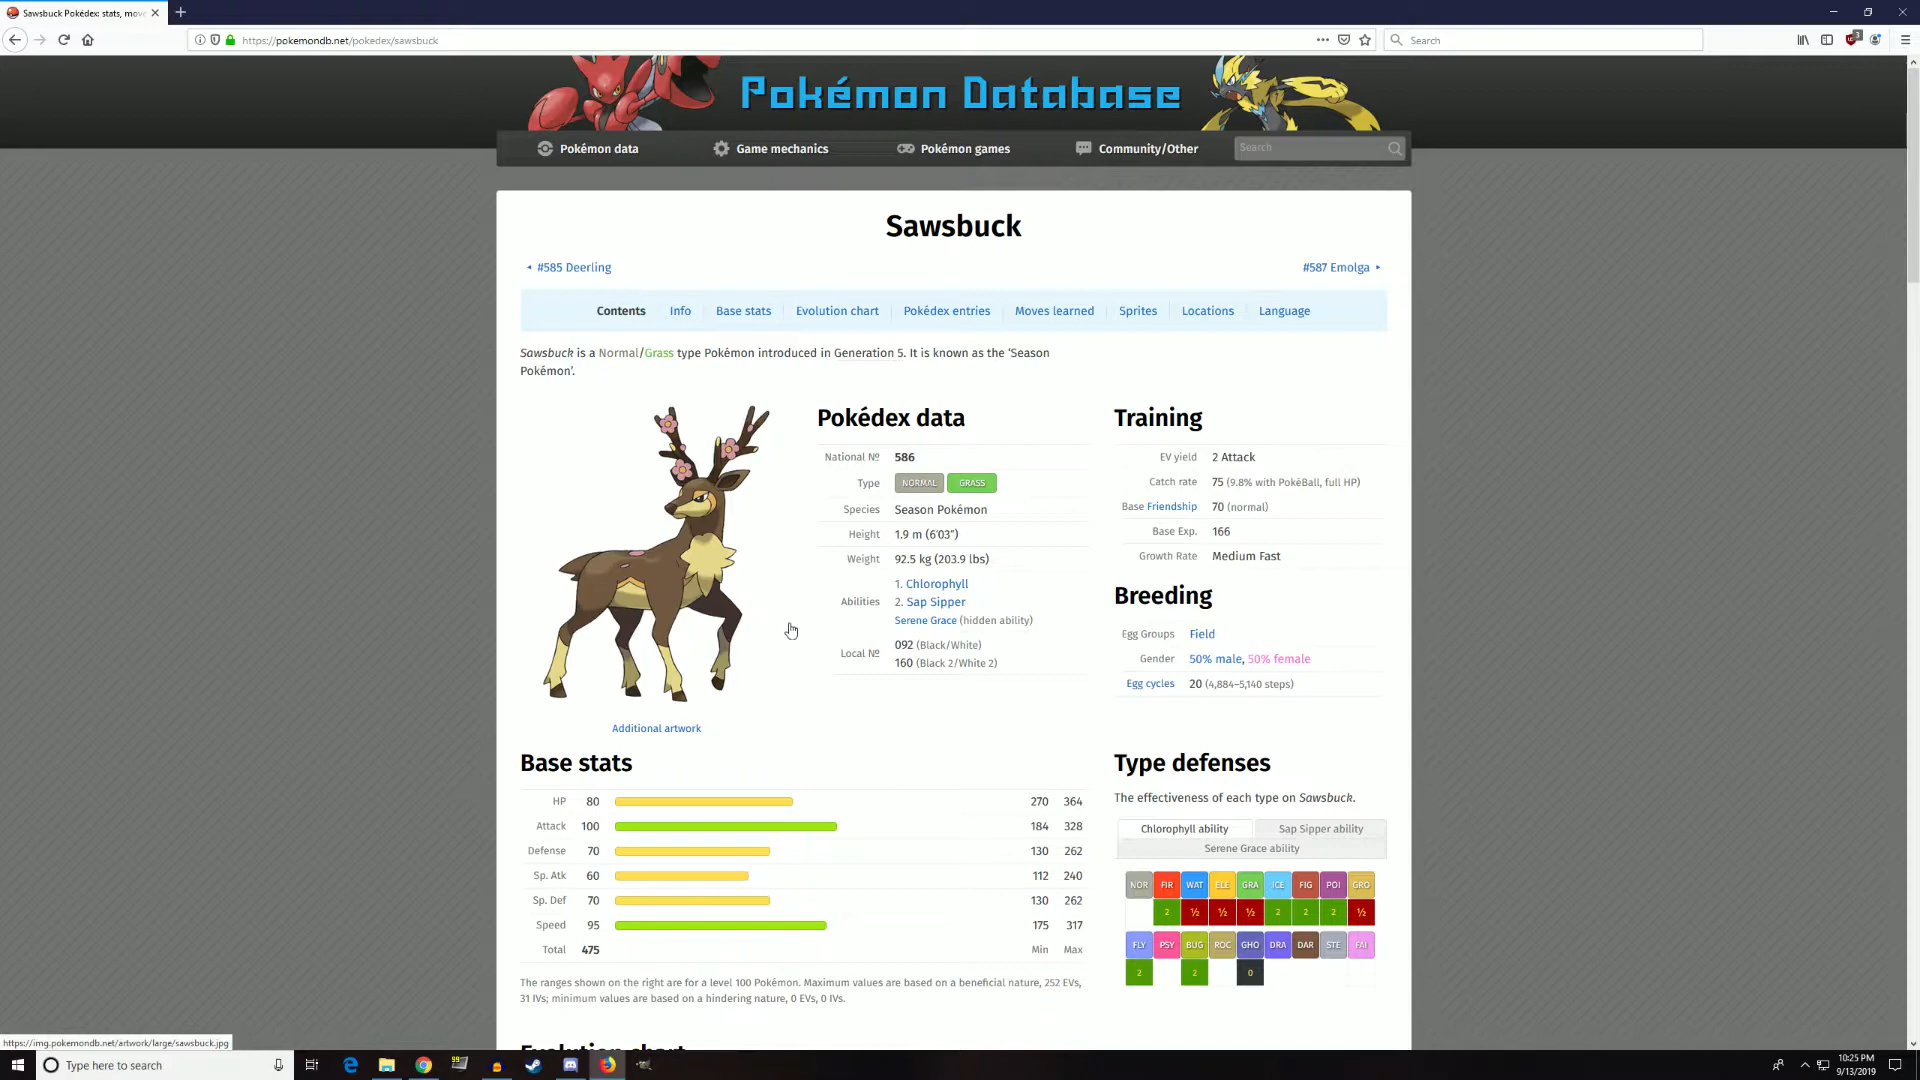 Sawsbuck Pokédex: stats, mov
https://pokemondb.net/pokedex/sawsbuck
Search
3
Pokémon Database
Pokémon data
Game mechanics
Pokémon games
Community/Other
Search
Sawsbuck
◂ #585 Deerling
#587 Emolga ▸
Contents
Info
Base stats
Evolution chart
Pokédex entries
Moves learned
Sprites
Locations
Language
Sawsbuck is a Normal/Grass type Pokémon introduced in Generation 5. It is known as the 'Season
Pokémon'.
Additional artwork
Pokédex data
National № 586
Type NORMAL GRASS
Species Season Pokémon
Height 1.9 m (6'03")
Weight 92.5 kg (203.9 lbs)
Abilities
1. Chlorophyll
2. Sap Sipper
Serene Grace (hidden ability)
Local №
092 (Black/White)
160 (Black 2/White 2)
Training
EV yield 2 Attack
Catch rate 75 (9.8% with PokéBall, full HP)
Base Friendship 70 (normal)
Base Exp. 166
Growth Rate Medium Fast
Breeding
Egg Groups Field
Gender 50% male, 50% female
Egg cycles 20 (4,884–5,140 steps)
Base stats
HP 80 270 364
Attack 100 184 328
Defense 70 130 262
Sp. Atk 60 112 240
Sp. Def 70 130 262
Speed 95 175 317
Total 475 Min Max
The ranges shown on the right are for a level 100 Pokémon. Maximum values are based on a beneficial nature, 252 EVs,
31 IVs; minimum values are based on a hindering nature, 0 EVs, 0 IVs.
Type defenses
The effectiveness of each type on Sawsbuck.
Chlorophyll ability
Sap Sipper ability
Serene Grace ability
NOR FIR WAT ELE GRA ICE FIG POI GRO
2 ½ ½ ½ 2 2 2 ½
FLY PSY BUG ROC GHO DRA DAR STE FAI
2 2 0
Evolution chart
https://img.pokemondb.net/artwork/large/sawsbuck.jpg
Type here to search
99
10:25 PM
9/13/2019